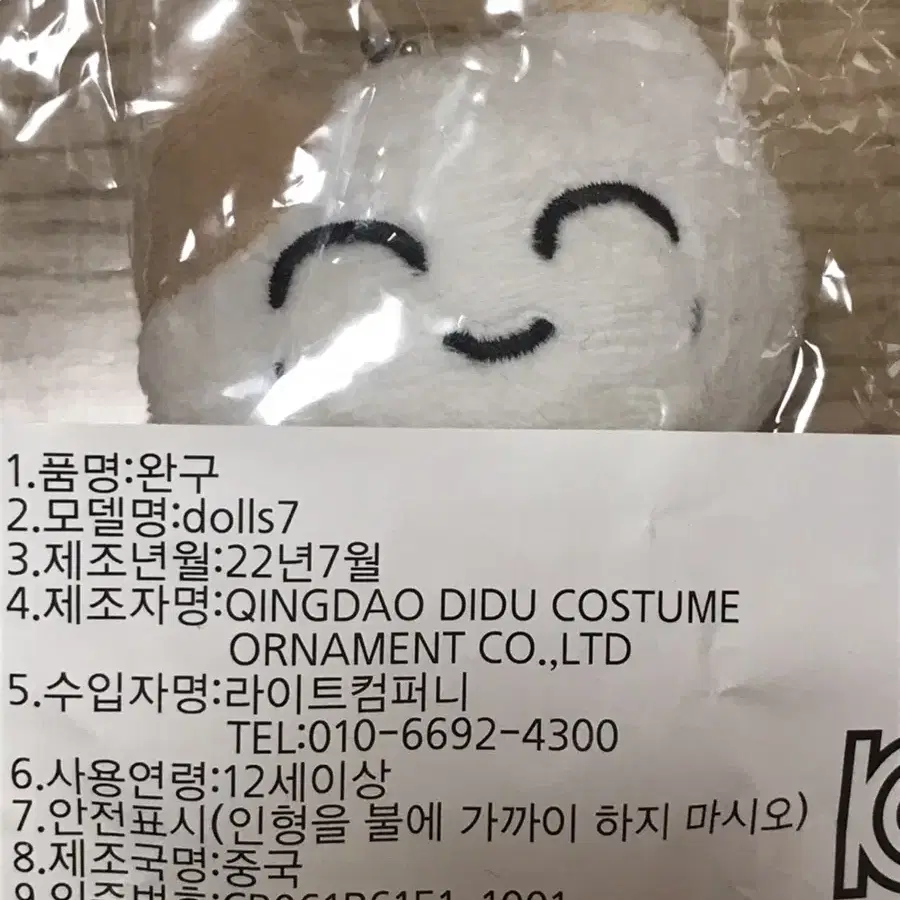 1.품명:완구
2.모델명:dolls7
3.제조년월:22년7월
4.제조자명:QINGDAO DIDU COSTUME
ORNAMENT CO.,LTD
5.수입자명:라이트컴퍼니
TEL:010-6692-4300
6.사용연령:12세이상
7.안전표시(인형을 불에 가까이 하지 마시오)
8.제조국명:중국